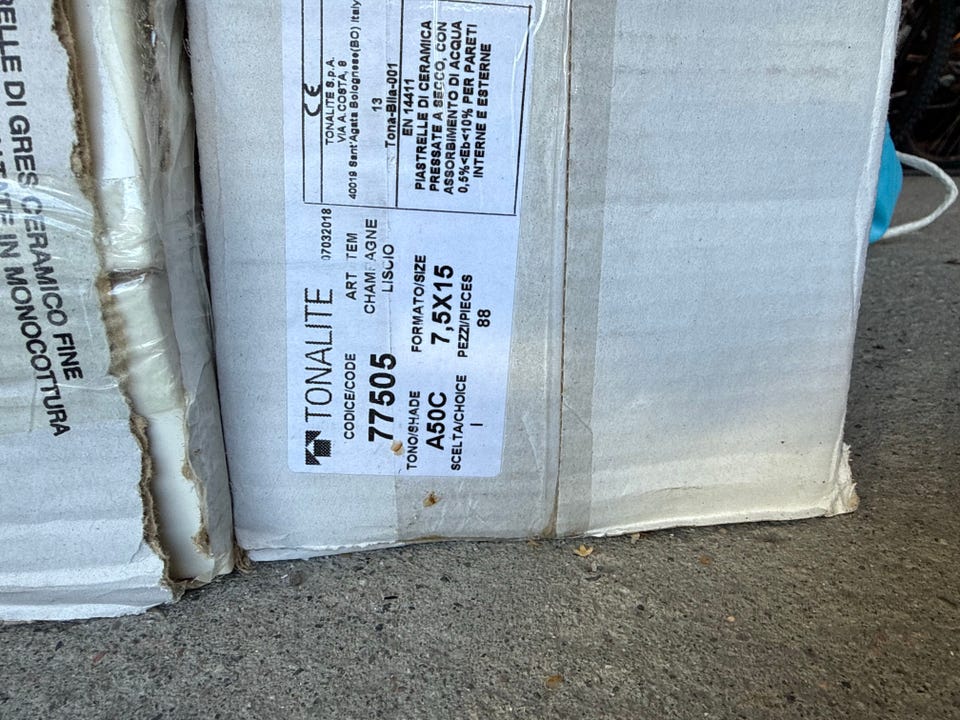 RELLE DI GRES CERAMICO FINE
IN MONOCOTTURA
TONALITE
07032018
CODICE/CODE
ART
TEM
77505
CHAMPAGNE
LISCIO
TONO/SHADE
FORMATO/SIZE
A50C
7,5X15
SCELTA/CHOICE
PEZZI/PIECES
I
88
CE
TONALITE S.p.A.
VIA A.COSTA, 8
40019 Sant'Agata Bolognese(BO) Italy
13
Tona-BIIa-001
EN 14411
PIASTRELLE DI CERAMICA
PRESSATE A SECCO, CON
ASSORBIMENTO DI ACQUA
0,5%<Eb<10% PER PARETI
INTERNE E ESTERNE